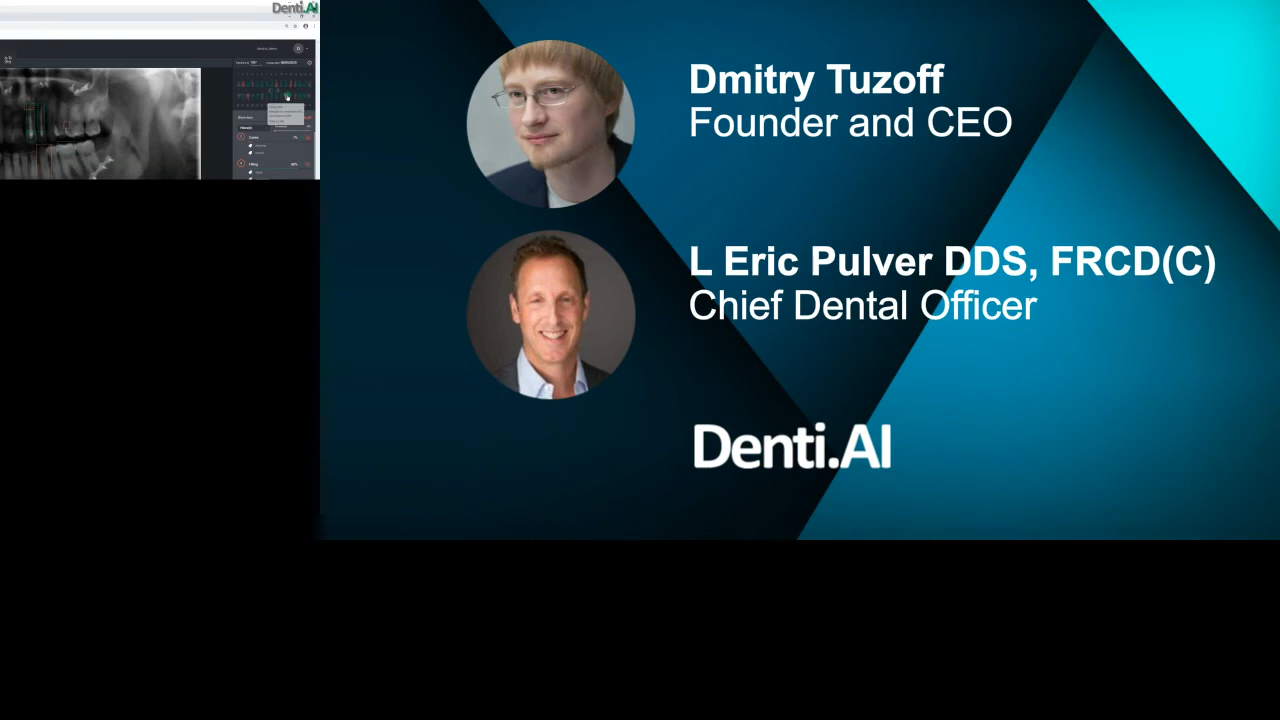 Denti.AI
Dmitry Tuzoff
Founder and CEO
L Eric Pulver DDS, FRCD(C)
Chief Dental Officer
Denti.AI